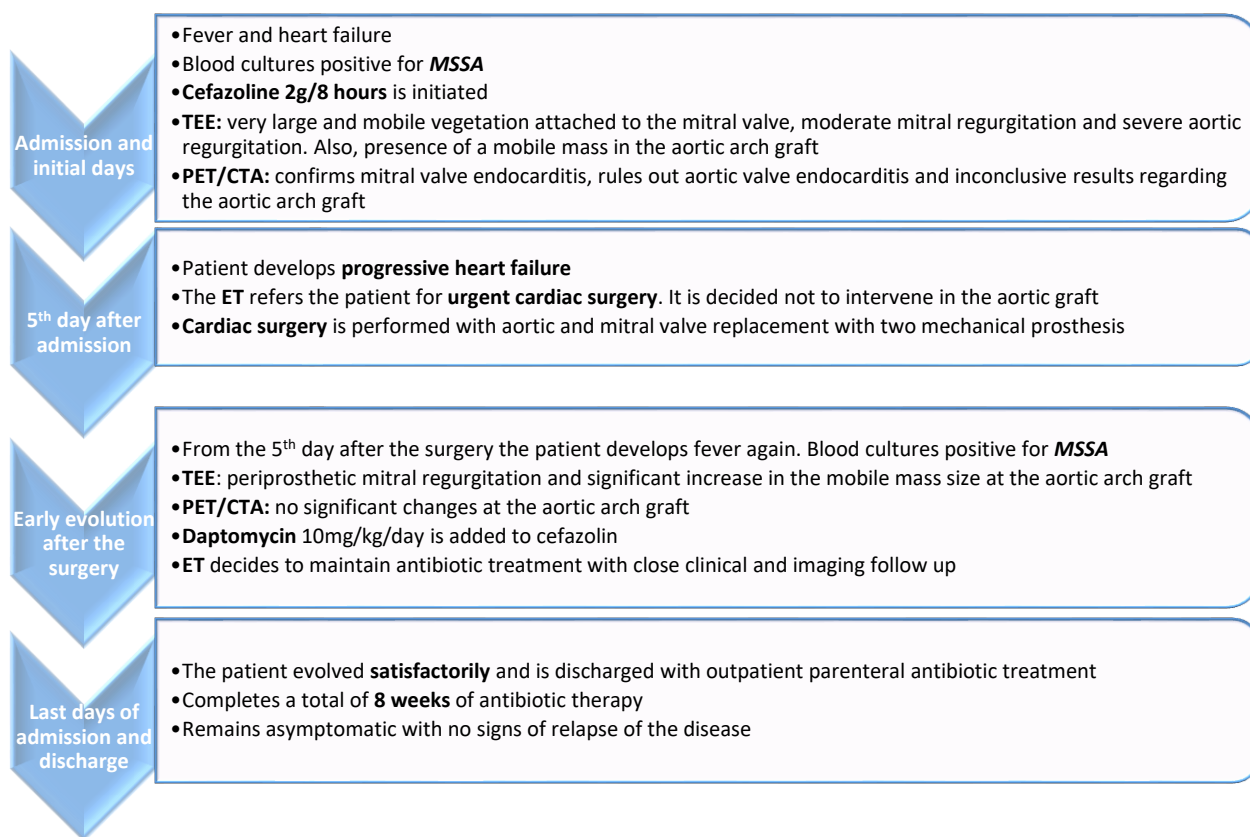 Admission and
initial days
•Fever and heart failure
•Blood cultures positive for MSSA
•Cefazoline 2g/8 hours is initiated
•TEE: very large and mobile vegetation attached to the mitral valve, moderate mitral regurgitation and severe aortic
regurgitation. Also, presence of a mobile mass in the aortic arch graft
•PET/CTA: confirms mitral valve endocarditis, rules out aortic valve endocarditis and inconclusive results regarding
the aortic arch graft
5th day after
admission
•Patient develops progressive heart failure
•The ET refers the patient for urgent cardiac surgery. It is decided not to intervene in the aortic graft
•Cardiac surgery is performed with aortic and mitral valve replacement with two mechanical prosthesis
Early evolution
after the
surgery
•From the 5th day after the surgery the patient develops fever again. Blood cultures positive for MSSA
•TEE: periprosthetic mitral regurgitation and significant increase in the mobile mass size at the aortic arch graft
•PET/CTA: no significant changes at the aortic arch graft
•Daptomycin 10mg/kg/day is added to cefazolin
•ET decides to maintain antibiotic treatment with close clinical and imaging follow up
Last days of
admission and
discharge
•The patient evolved satisfactorily and is discharged with outpatient parenteral antibiotic treatment
•Completes a total of 8 weeks of antibiotic therapy
•Remains asymptomatic with no signs of relapse of the disease